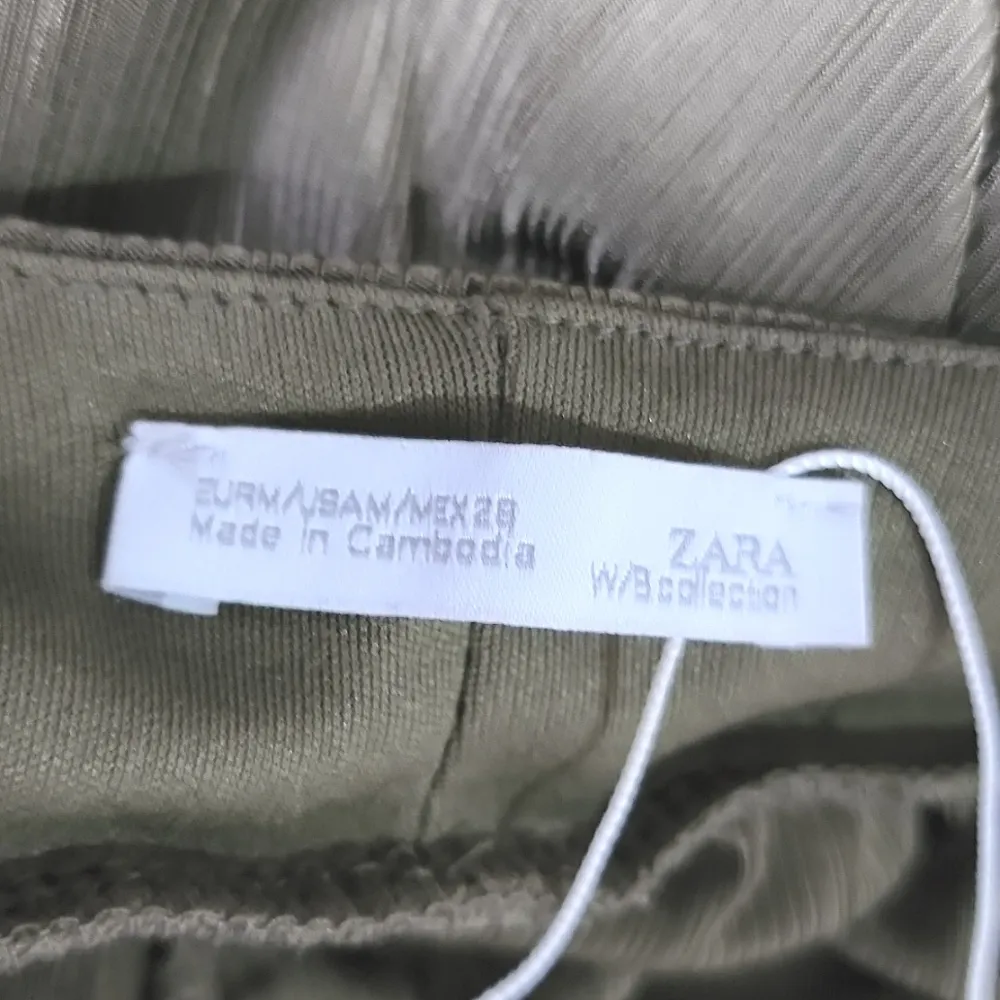 EUR M/USA M/MEX 28
Made in Cambodia
ZARA
W/B collection